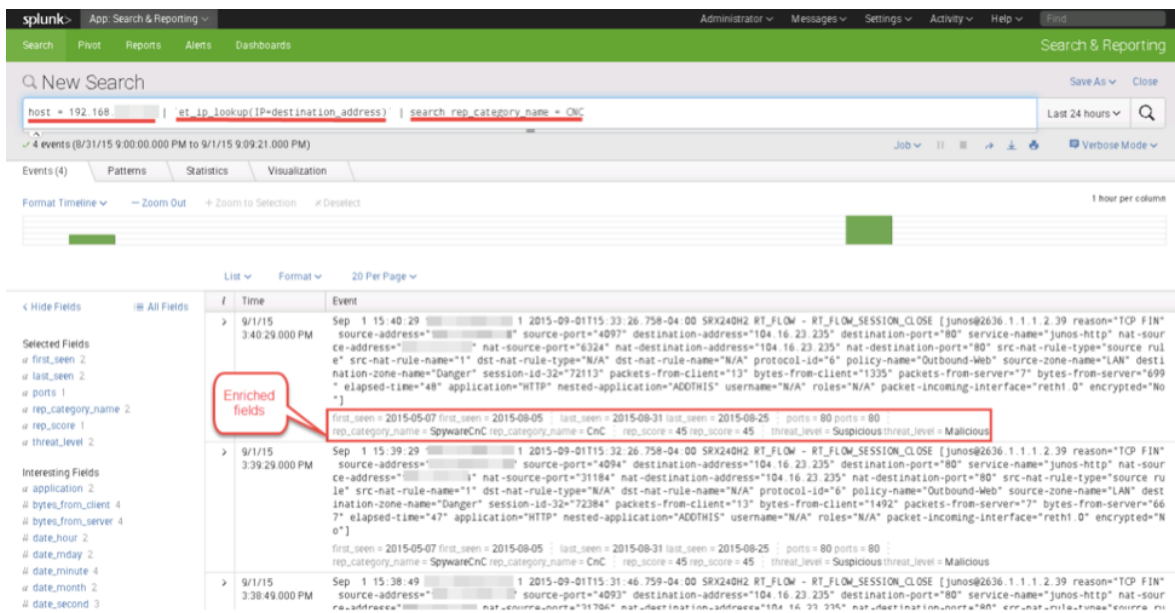 splunk> App: Search & Reporting Administrator Messages Settings Activity Help Find
Search Pivot Reports Alerts Dashboards Search & Reporting
New Search Save As Close
host = 192.168. | `et_ip_lookup(IP=destination_address)` | search rep_category_name = CNC Last 24 hours
4 events (8/31/15 9:00:00.000 PM to 9/1/15 9:09:21.000 PM) Job Verbose Mode
Events (4) Patterns Statistics Visualization
Format Timeline — Zoom Out + Zoom to Selection × Deselect 1 hour per column
List Format 20 Per Page
< Hide Fields All Fields i Time Event
Selected Fields
a first_seen 2
a last_seen 2
a ports 1
a rep_category_name 2
a rep_score 1
a threat_level 2
Interesting Fields
a application 2
# bytes_from_client 4
# bytes_from_server 4
# date_hour 2
# date_mday 2
# date_minute 4
a date_month 2
# date_second 3
> 9/1/15
3:40:29.000 PM
Sep 1 15:40:29 1 2015-09-01T15:33:26.758-04:00 SRX240H2 RT_FLOW - RT_FLOW_SESSION_CLOSE [junos@2636.1.1.1.2.39 reason="TCP FIN"
source-address=" " source-port="4097" destination-address="104.16.23.235" destination-port="80" service-name="junos-http" nat-sour
ce-address=" " nat-source-port="6324" nat-destination-address="104.16.23.235" nat-destination-port="80" src-nat-rule-type="source rul
e" src-nat-rule-name="1" dst-nat-rule-type="N/A" dst-nat-rule-name="N/A" protocol-id="6" policy-name="Outbound-Web" source-zone-name="LAN" desti
nation-zone-name="Danger" session-id-32="72113" packets-from-client="13" bytes-from-client="1335" packets-from-server="7" bytes-from-server="699
" elapsed-time="48" application="HTTP" nested-application="ADDTHIS" username="N/A" roles="N/A" packet-incoming-interface="reth1.0" encrypted="No
"]
Enriched
fields
first_seen = 2015-05-07 first_seen = 2015-08-05 last_seen = 2015-08-31 last_seen = 2015-08-25 ports = 80 ports = 80
rep_category_name = SpywareCnC rep_category_name = CnC rep_score = 45 rep_score = 45 threat_level = Suspicious threat_level = Malicious
> 9/1/15
3:39:29.000 PM
Sep 1 15:39:29 1 2015-09-01T15:32:26.758-04:00 SRX240H2 RT_FLOW - RT_FLOW_SESSION_CLOSE [junos@2636.1.1.1.2.39 reason="TCP FIN"
source-address=" " source-port="4094" destination-address="104.16.23.235" destination-port="80" service-name="junos-http" nat-sour
ce-address=" " nat-source-port="31184" nat-destination-address="104.16.23.235" nat-destination-port="80" src-nat-rule-type="source ru
le" src-nat-rule-name="1" dst-nat-rule-type="N/A" dst-nat-rule-name="N/A" protocol-id="6" policy-name="Outbound-Web" source-zone-name="LAN" dest
ination-zone-name="Danger" session-id-32="72384" packets-from-client="13" bytes-from-client="1492" packets-from-server="7" bytes-from-server="66
7" elapsed-time="47" application="HTTP" nested-application="ADDTHIS" username="N/A" roles="N/A" packet-incoming-interface="reth1.0" encrypted="N
o"]
first_seen = 2015-05-07 first_seen = 2015-08-05 last_seen = 2015-08-31 last_seen = 2015-08-25 ports = 80 ports = 80
rep_category_name = SpywareCnC rep_category_name = CnC rep_score = 45 rep_score = 45 threat_level = Suspicious threat_level = Malicious
> 9/1/15
3:38:49.000 PM
Sep 1 15:38:49 1 2015-09-01T15:31:46.759-04:00 SRX240H2 RT_FLOW - RT_FLOW_SESSION_CLOSE [junos@2636.1.1.1.2.39 reason="TCP FIN"
source-address=" " source-port="4093" destination-address="104.16.23.235" destination-port="80" service-name="junos-http" nat-sour